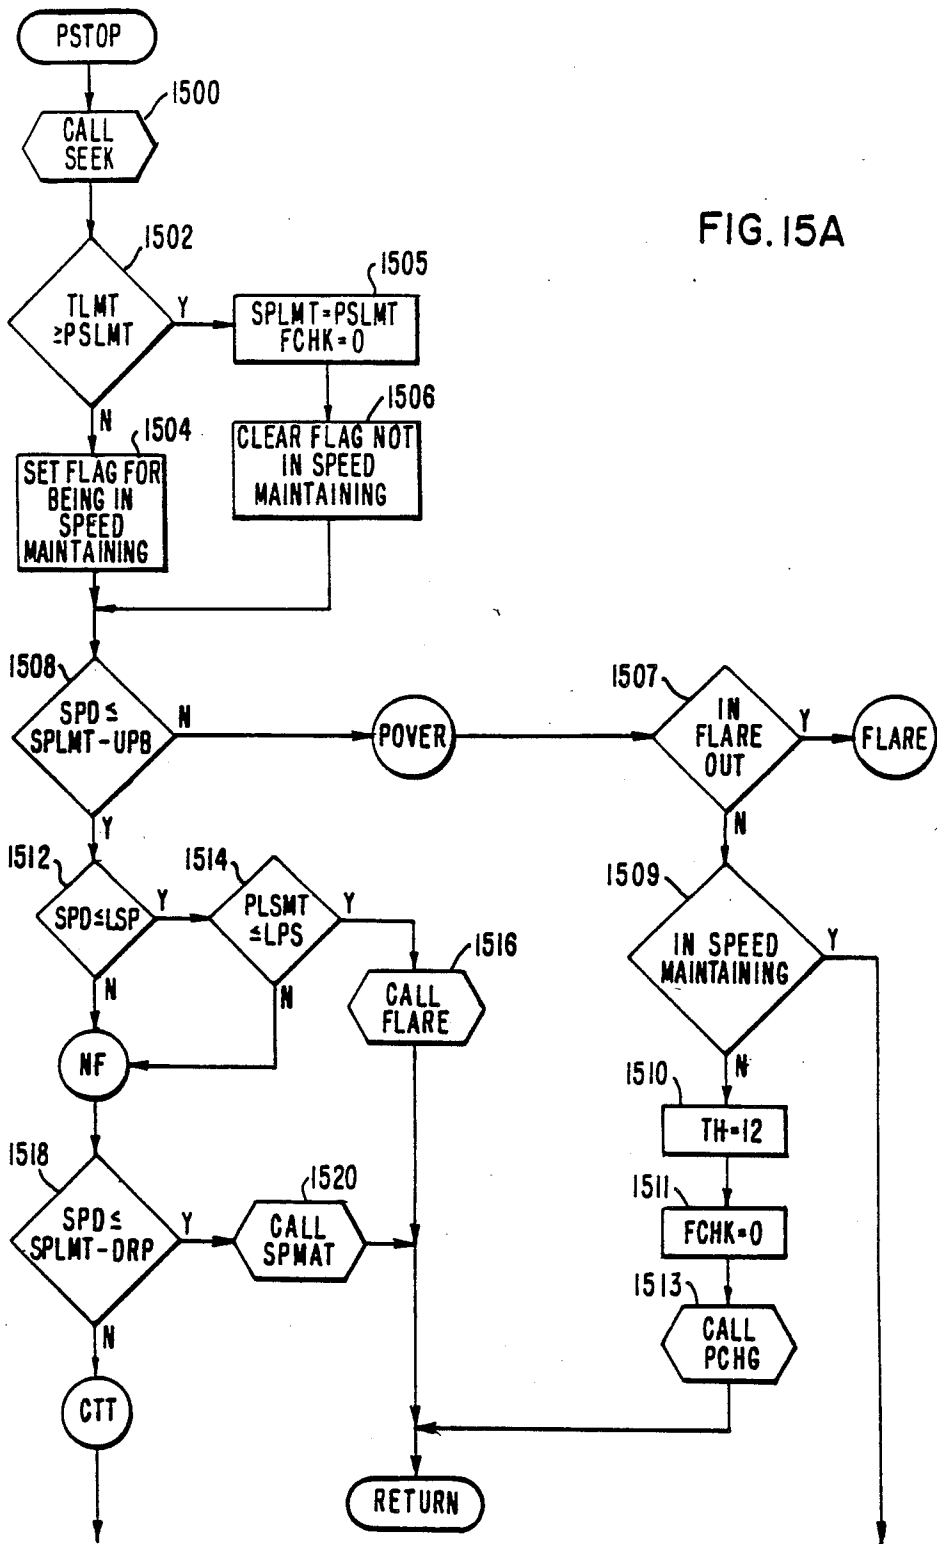 PSTOP
1500
CALL
SEEK
FIG. 15A
1502
TLMT
≥PSLMT
Y
N
1505
SPLMT=PSLMT
FCHK=0
1506
CLEAR FLAG NOT
IN SPEED
MAINTAINING
1504
SET FLAG FOR
BEING IN
SPEED
MAINTAINING
1508
SPD≤
SPLMT-UPB
N
Y
POVER
1507
IN
FLARE
OUT
Y
N
FLARE
1512
SPD≤LSP
Y
N
1514
PLSMT
≤LPS
Y
N
1509
IN SPEED
MAINTAINING
Y
N
1516
CALL
FLARE
NF
1510
TH=12
1518
SPD≤
SPLMT-DRP
Y
N
1520
CALL
SPMAT
1511
FCHK=0
1513
CALL
PCHG
CTT
RETURN